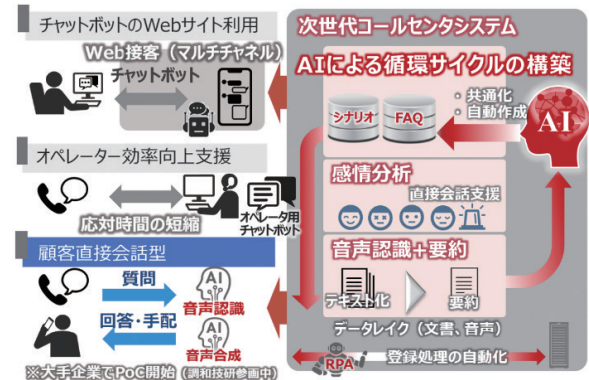 チャットボットのWebサイト利用
Web接客（マルチチャネル）
チャットボット
オペレーター効率向上支援
応対時間の短縮
オペレータ用
チャットボット
顧客直接会話型
質問
AI
音声認識
回答・手配
AI
音声合成
※大手企業でPoC開始（調和技研参画中）
次世代コールセンタシステム
AIによる循環サイクルの構築
シナリオ
FAQ
・共通化
・自動作成
AI
感情分析
直接会話支援
音声認識＋要約
テキスト化
要約
データレイク（文書、音声）
RPA
登録処理の自動化